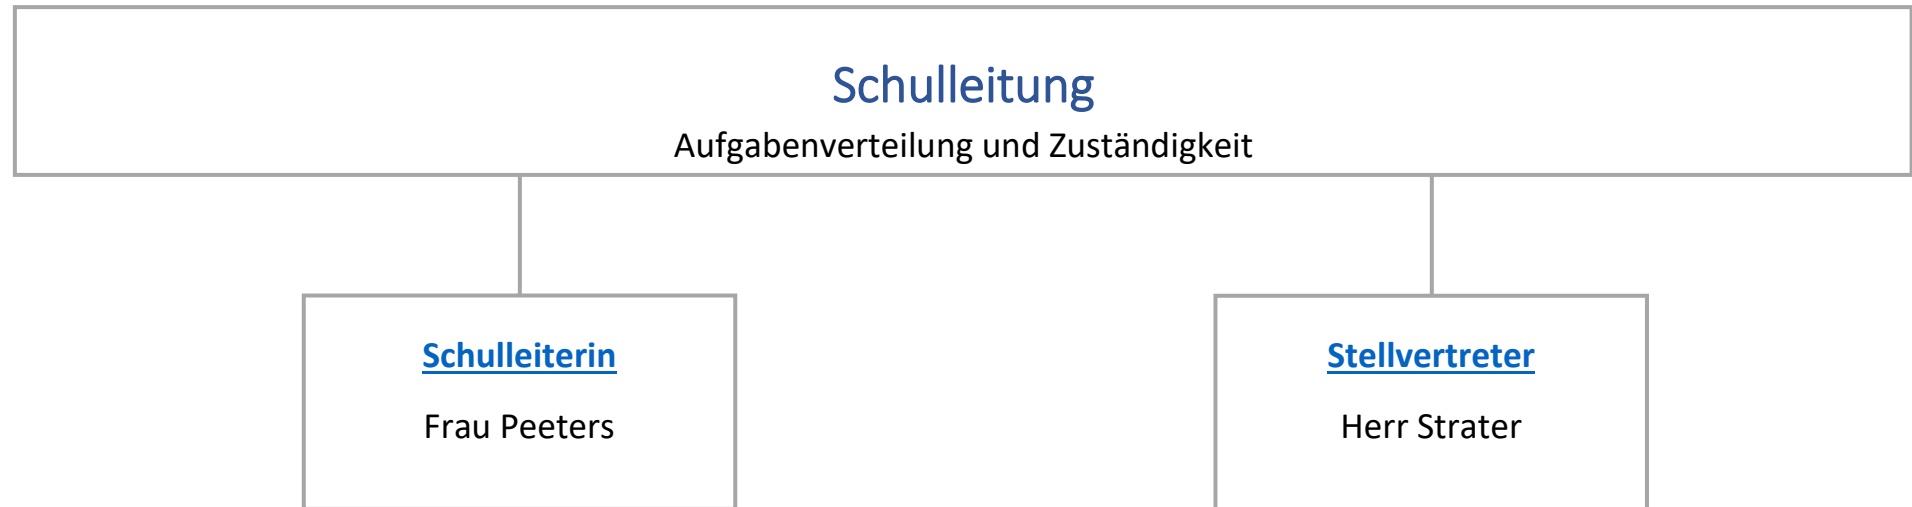 Schulleitung
Aufgabenverteilung und Zuständigkeit
Schulleiterin
Frau Peeters
Stellvertreter
Herr Strater